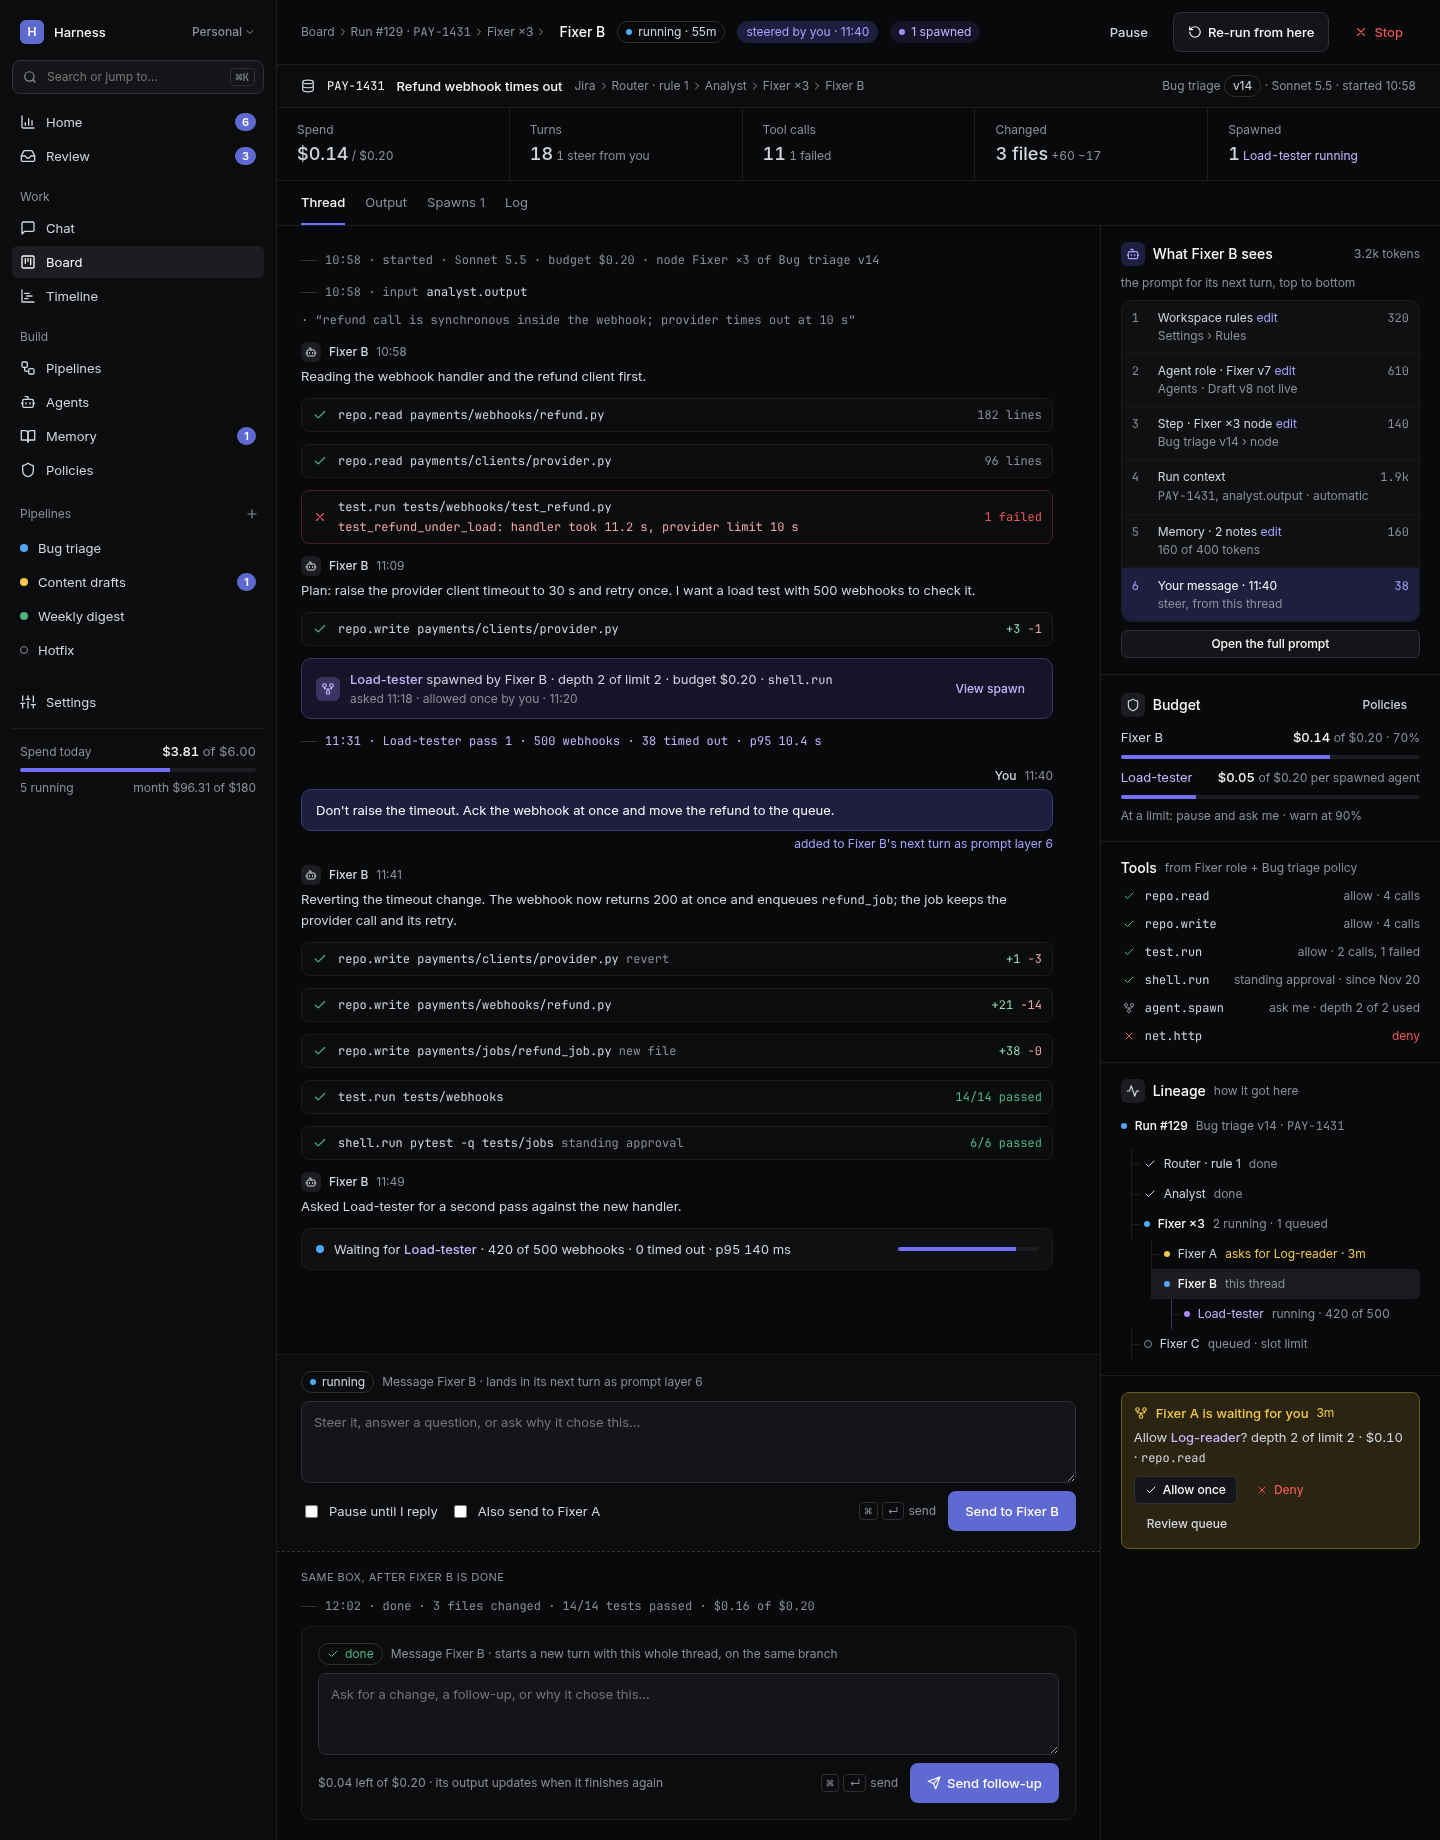 H Harness Personal
Search or jump to... ⌘K
Home 6
Review 3
Work
Chat
Board
Timeline
Build
Pipelines
Agents
Memory 1
Policies
Pipelines +
Bug triage
Content drafts 1
Weekly digest
Hotfix
Settings
Spend today $3.81 of $6.00
5 running month $96.31 of $180
Board › Run #129 · PAY-1431 › Fixer ×3 › Fixer B running · 55m steered by you · 11:40 1 spawned Pause Re-run from here Stop
PAY-1431 Refund webhook times out Jira › Router · rule 1 › Analyst › Fixer ×3 › Fixer B Bug triage v14 · Sonnet 5.5 · started 10:58
Spend
$0.14 / $0.20
Turns
18 1 steer from you
Tool calls
11 1 failed
Changed
3 files +60 −17
Spawned
1 Load-tester running
Thread Output Spawns 1 Log
10:58 · started · Sonnet 5.5 · budget $0.20 · node Fixer ×3 of Bug triage v14
10:58 · input analyst.output
· “refund call is synchronous inside the webhook; provider times out at 10 s”
Fixer B 10:58
Reading the webhook handler and the refund client first.
repo.read payments/webhooks/refund.py 182 lines
repo.read payments/clients/provider.py 96 lines
test.run tests/webhooks/test_refund.py
test_refund_under_load: handler took 11.2 s, provider limit 10 s 1 failed
Fixer B 11:09
Plan: raise the provider client timeout to 30 s and retry once. I want a load test with 500 webhooks to check it.
repo.write payments/clients/provider.py +3 -1
Load-tester spawned by Fixer B · depth 2 of limit 2 · budget $0.20 · shell.run
asked 11:18 · allowed once by you · 11:20
View spawn
11:31 · Load-tester pass 1 · 500 webhooks · 38 timed out · p95 10.4 s
You 11:40
Don't raise the timeout. Ack the webhook at once and move the refund to the queue.
added to Fixer B's next turn as prompt layer 6
Fixer B 11:41
Reverting the timeout change. The webhook now returns 200 at once and enqueues refund_job; the job keeps the
provider call and its retry.
repo.write payments/clients/provider.py revert +1 -3
repo.write payments/webhooks/refund.py +21 -14
repo.write payments/jobs/refund_job.py new file +38 -0
test.run tests/webhooks 14/14 passed
shell.run pytest -q tests/jobs standing approval 6/6 passed
Fixer B 11:49
Asked Load-tester for a second pass against the new handler.
Waiting for Load-tester · 420 of 500 webhooks · 0 timed out · p95 140 ms
running Message Fixer B · lands in its next turn as prompt layer 6
Steer it, answer a question, or ask why it chose this...
Pause until I reply Also send to Fixer A ⌘ ↵ send Send to Fixer B
SAME BOX, AFTER FIXER B IS DONE
12:02 · done · 3 files changed · 14/14 tests passed · $0.16 of $0.20
done Message Fixer B · starts a new turn with this whole thread, on the same branch
Ask for a change, a follow-up, or why it chose this...
$0.04 left of $0.20 · its output updates when it finishes again ⌘ ↵ send Send follow-up
What Fixer B sees 3.2k tokens
the prompt for its next turn, top to bottom
1 Workspace rules edit 320
Settings › Rules
2 Agent role · Fixer v7 edit 610
Agents · Draft v8 not live
3 Step · Fixer ×3 node edit 140
Bug triage v14 › node
4 Run context 1.9k
PAY-1431, analyst.output · automatic
5 Memory · 2 notes edit 160
160 of 400 tokens
6 Your message · 11:40 38
steer, from this thread
Open the full prompt
Budget Policies
Fixer B $0.14 of $0.20 · 70%
Load-tester $0.05 of $0.20 per spawned agent
At a limit: pause and ask me · warn at 90%
Tools from Fixer role + Bug triage policy
repo.read allow · 4 calls
repo.write allow · 4 calls
test.run allow · 2 calls, 1 failed
shell.run standing approval · since Nov 20
agent.spawn ask me · depth 2 of 2 used
net.http deny
Lineage how it got here
Run #129 Bug triage v14 · PAY-1431
Router · rule 1 done
Analyst done
Fixer ×3 2 running · 1 queued
Fixer A asks for Log-reader · 3m
Fixer B this thread
Load-tester running · 420 of 500
Fixer C queued · slot limit
Fixer A is waiting for you 3m
Allow Log-reader? depth 2 of limit 2 · $0.10
· repo.read
Allow once Deny
Review queue